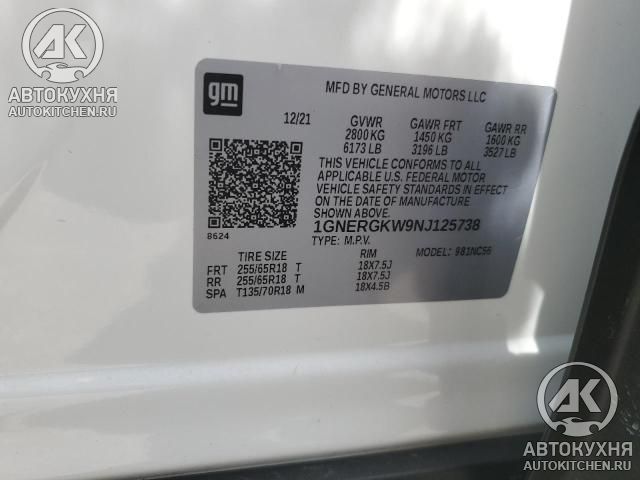 АК
АВТОКУХНЯ
AUTOKITCHEN.RU
gm
MFD BY GENERAL MOTORS LLC
12/21 GVWR GAWR FRT GAWR RR
2800 KG 1450 KG 1600 KG
6173 LB 3196 LB 3527 LB
THIS VEHICLE CONFORMS TO ALL
APPLICABLE U.S. FEDERAL MOTOR
VEHICLE SAFETY STANDARDS IN EFFECT
ON THE DATE OF MANUFACTURE
SHOWN ABOVE.
1GNERGKW9NJ125738
8624
TYPE: M.P.V. MODEL: 981NC56
TIRE SIZE RIM
FRT 255/65R18 T 18X7.5J
RR 255/65R18 T 18X7.5J
SPA T135/70R18 M 18X4.5B
АК
АВТОКУХНЯ
AUTOKITCHEN.RU